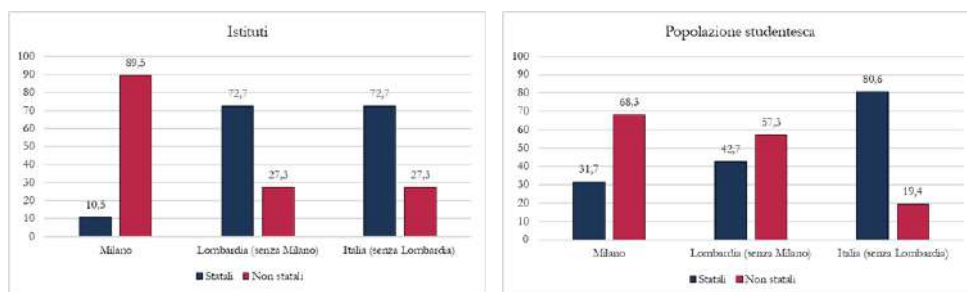 Istituti
100
90
80
70
60
50
40
30
20
10
0
10,5
89,5
72,7
27,3
72,7
27,3
Milano
Lombardia (senza Milano)
Italia (senza Lombardia)
Statali
Non statali
Popolazione studentesca
100
90
80
70
60
50
40
30
20
10
0
31,7
68,3
42,7
57,3
80,6
19,4
Milano
Lombardia (senza Milano)
Italia (senza Lombardia)
Statali
Non statali